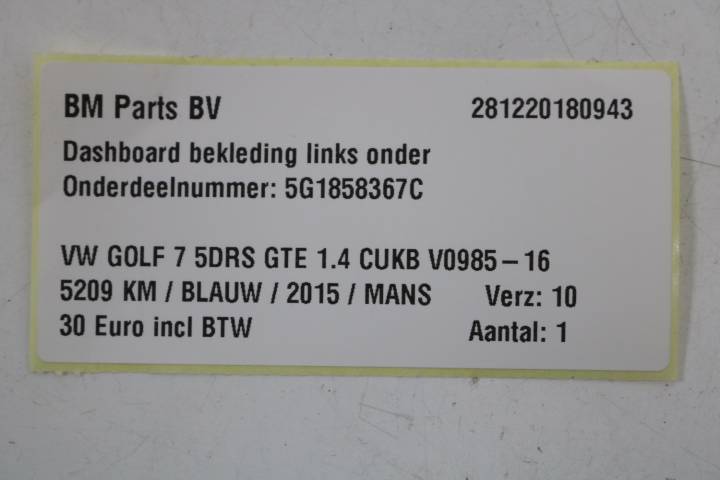 BM Parts BV 281220180943
Dashboard bekleding links onder
Onderdeelnummer: 5G1858367C
VW GOLF 7 5DRS GTE 1.4 CUKB V0985-16
5209 KM / BLAUW / 2015 / MANS Verz: 10
30 Euro incl BTW Aantal: 1